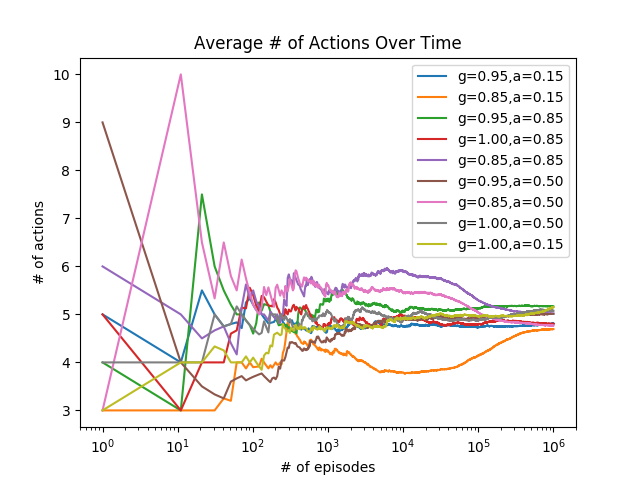 Average # of Actions Over Time
10
9
8
7
6
5
4
3
# of actions
g=0.95,a=0.15
g=0.85,a=0.15
g=0.95,a=0.85
g=1.00,a=0.85
g=0.85,a=0.85
g=0.95,a=0.50
g=0.85,a=0.50
g=1.00,a=0.50
g=1.00,a=0.15
10⁰ 10¹ 10² 10³ 10⁴ 10⁵ 10⁶
# of episodes